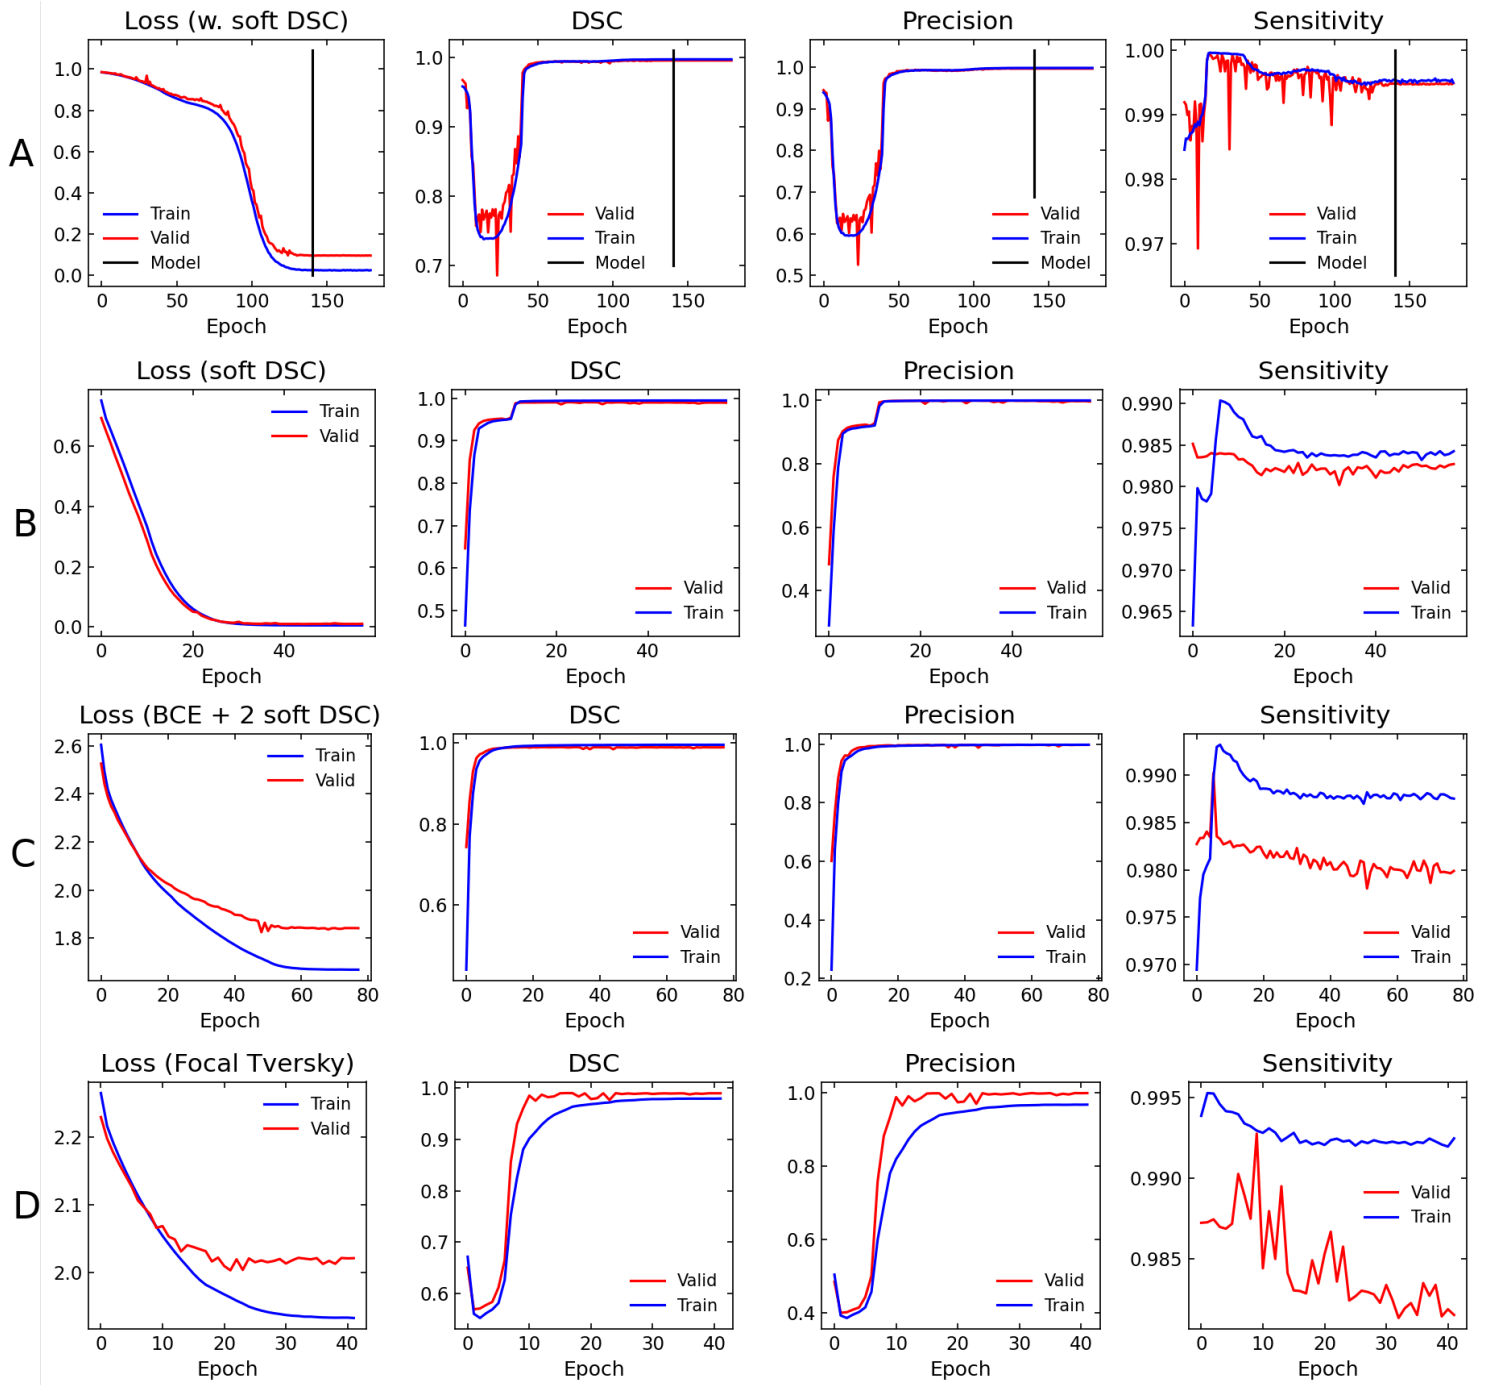 Loss (w. soft DSC) DSC Precision Sensitivity
A
1.0 0.8 0.6 0.4 0.2 0.0
Train
Valid
Model
0 50 100 150
Epoch
1.0 0.9 0.8 0.7
Valid
Train
Model
0 50 100 150
Epoch
1.0 0.9 0.8 0.7 0.6 0.5
Valid
Train
Model
0 50 100 150
Epoch
1.00 0.99 0.98 0.97
Valid
Train
Model
0 50 100 150
Epoch
Loss (soft DSC) DSC Precision Sensitivity
B
0.6 0.4 0.2 0.0
Train
Valid
0 20 40
Epoch
1.0 0.9 0.8 0.7 0.6 0.5
Valid
Train
0 20 40
Epoch
1.0 0.8 0.6 0.4
Valid
Train
0 20 40
Epoch
0.990 0.985 0.980 0.975 0.970 0.965
Valid
Train
0 20 40
Epoch
Loss (BCE + 2 soft DSC) DSC Precision Sensitivity
C
2.6 2.4 2.2 2.0 1.8
Train
Valid
0 20 40 60 80
Epoch
1.0 0.8 0.6
Valid
Train
0 20 40 60 80
Epoch
1.0 0.8 0.6 0.4 0.2
Valid
Train
0 20 40 60 80
Epoch
0.990 0.985 0.980 0.975 0.970
Valid
Train
0 20 40 60 80
Epoch
Loss (Focal Tversky) DSC Precision Sensitivity
D
2.2 2.1 2.0
Train
Valid
0 10 20 30 40
Epoch
1.0 0.9 0.8 0.7 0.6
Valid
Train
0 10 20 30 40
Epoch
1.0 0.8 0.6 0.4
Valid
Train
0 10 20 30 40
Epoch
0.995 0.990 0.985
Valid
Train
0 10 20 30 40
Epoch